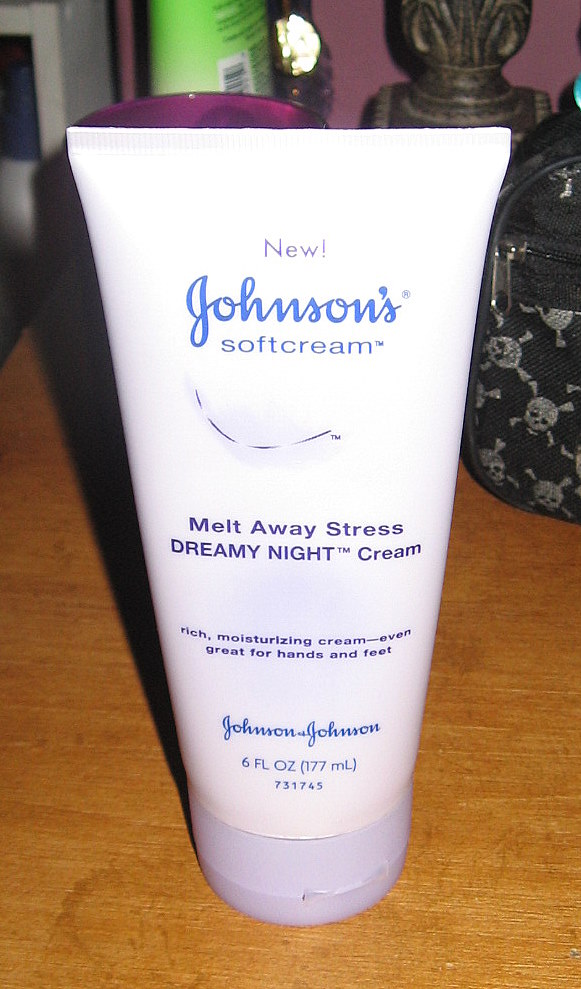 New!
Johnson's®
softcream™
™
Melt Away Stress
DREAMY NIGHT™ Cream
rich, moisturizing cream—even
great for hands and feet
Johnson & Johnson
6 FL OZ (177 mL)
731745